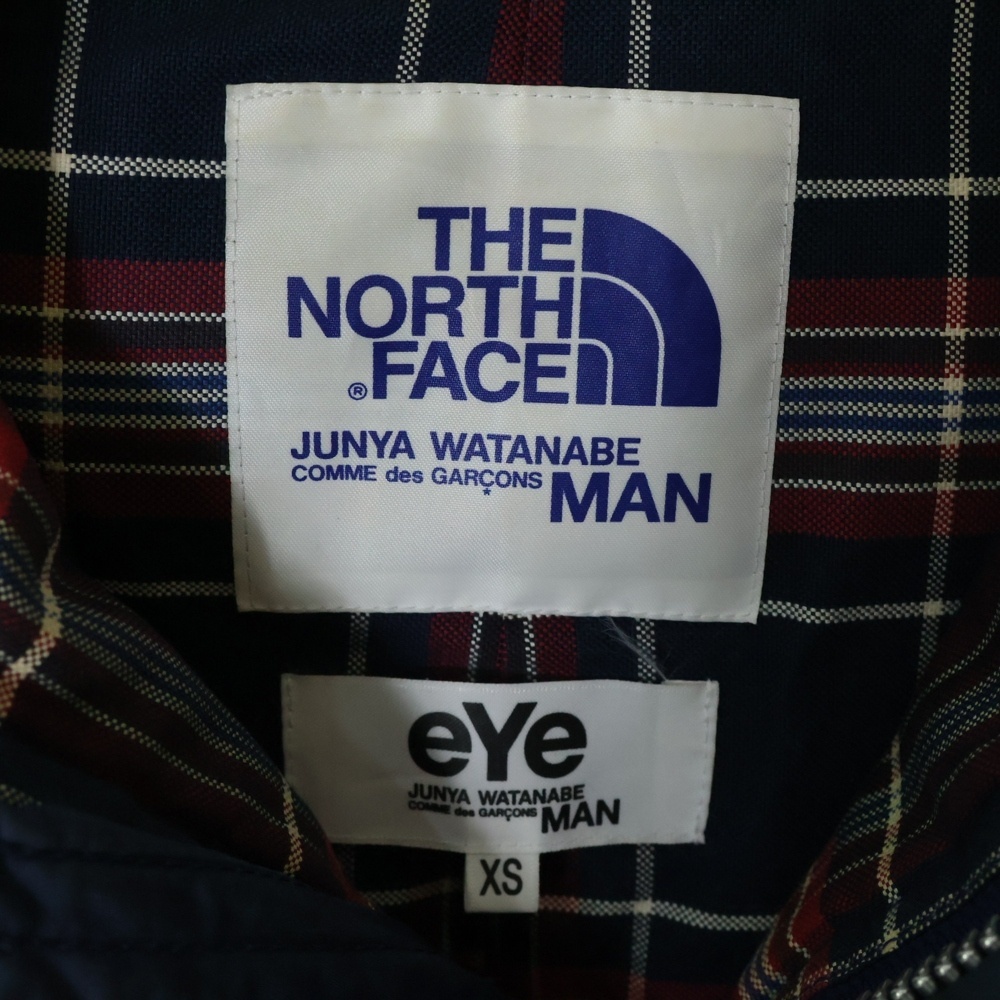 THE
NORTH
® FACE
JUNYA WATANABE
COMME des GARÇONS MAN
eYe
JUNYA WATANABE
COMME des GARÇONS MAN
XS